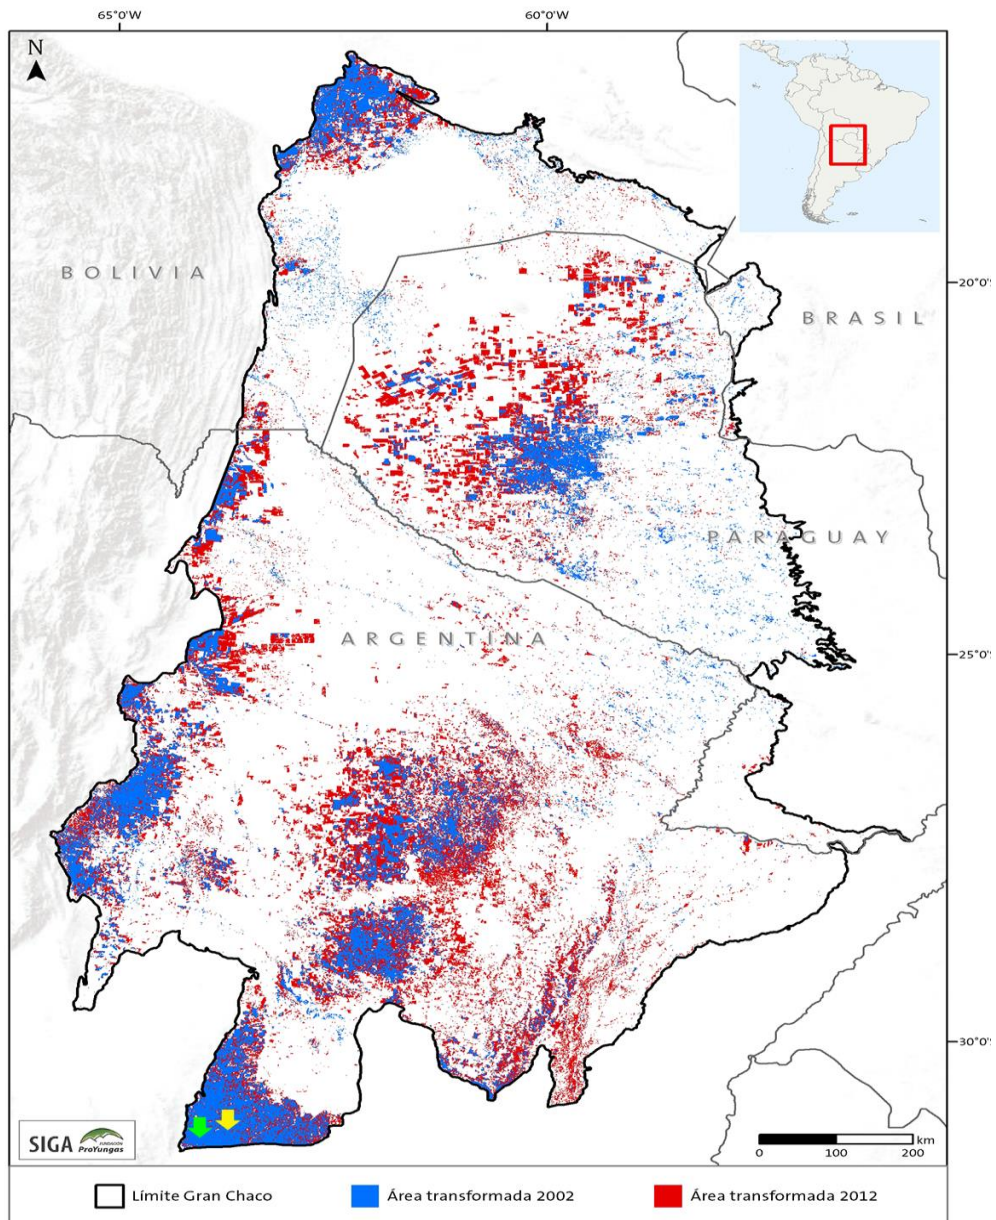 65°0'W 60°0'W
N
BOLIVIA
20°0'S
BRASIL
PARAGUAY
ARGENTINA
25°0'S
30°0'S
SIGA FUNDACIÓN
ProYungas
km
0 100 200
Límite Gran Chaco Área transformada 2002 Área transformada 2012